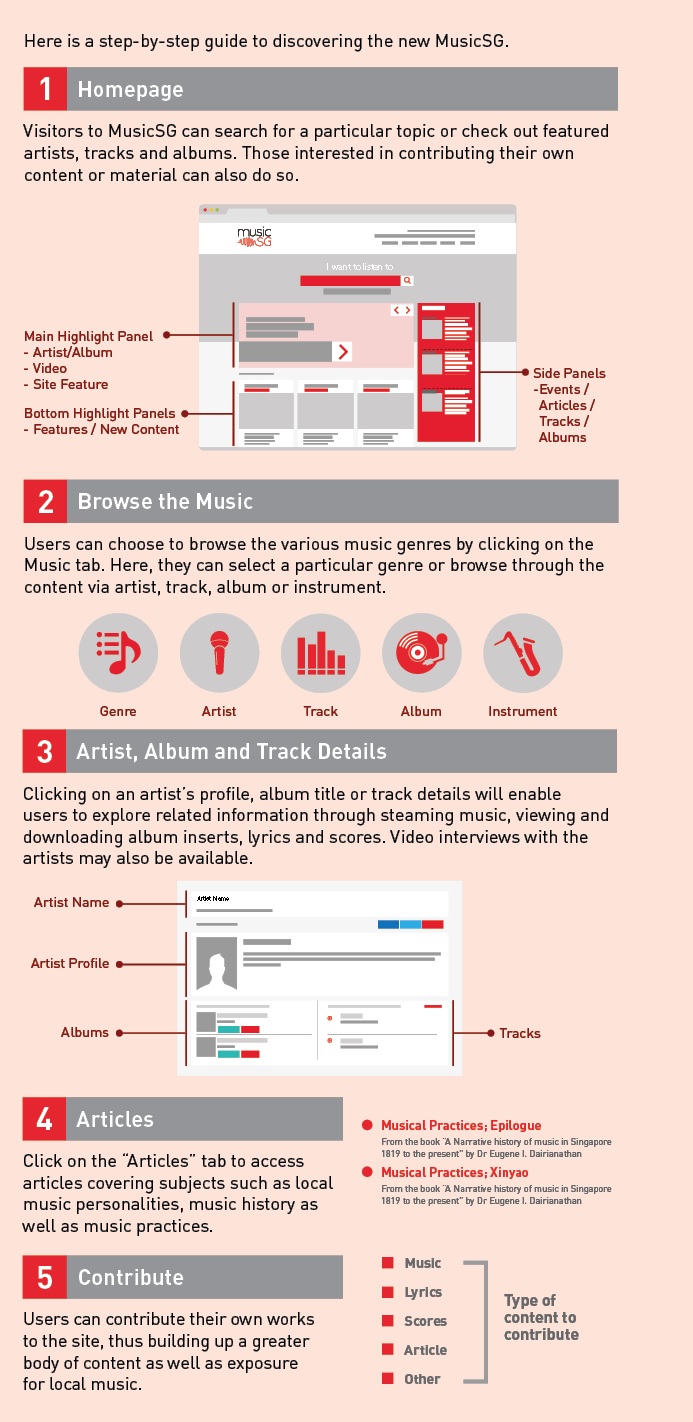 Here is a step-by-step guide to discovering the new MusicSG.
1 Homepage
Visitors to MusicSG can search for a particular topic or check out featured
artists, tracks and albums. Those interested in contributing their own
content or material can also do so.
music
SG
I want to listen to
Main Highlight Panel
- Artist/Album
- Video
- Site Feature
Bottom Highlight Panels
- Features / New Content
Side Panels
-Events /
Articles /
Tracks /
Albums
2 Browse the Music
Users can choose to browse the various music genres by clicking on the
Music tab. Here, they can select a particular genre or browse through the
content via artist, track, album or instrument.
Genre Artist Track Album Instrument
3 Artist, Album and Track Details
Clicking on an artist's profile, album title or track details will enable
users to explore related information through steaming music, viewing and
downloading album inserts, lyrics and scores. Video interviews with the
artists may also be available.
Artist Name
Artist Name
Artist Profile
Albums
Tracks
4 Articles
Click on the “Articles” tab to access
articles covering subjects such as local
music personalities, music history as
well as music practices.
Musical Practices; Epilogue
From the book “A Narrative history of music in Singapore
1819 to the present” by Dr Eugene I. Dairianathan
Musical Practices; Xinyao
From the book “A Narrative history of music in Singapore
1819 to the present” by Dr Eugene I. Dairianathan
5 Contribute
Users can contribute their own works
to the site, thus building up a greater
body of content as well as exposure
for local music.
Music
Lyrics
Scores
Article
Other
Type of
content to
contribute